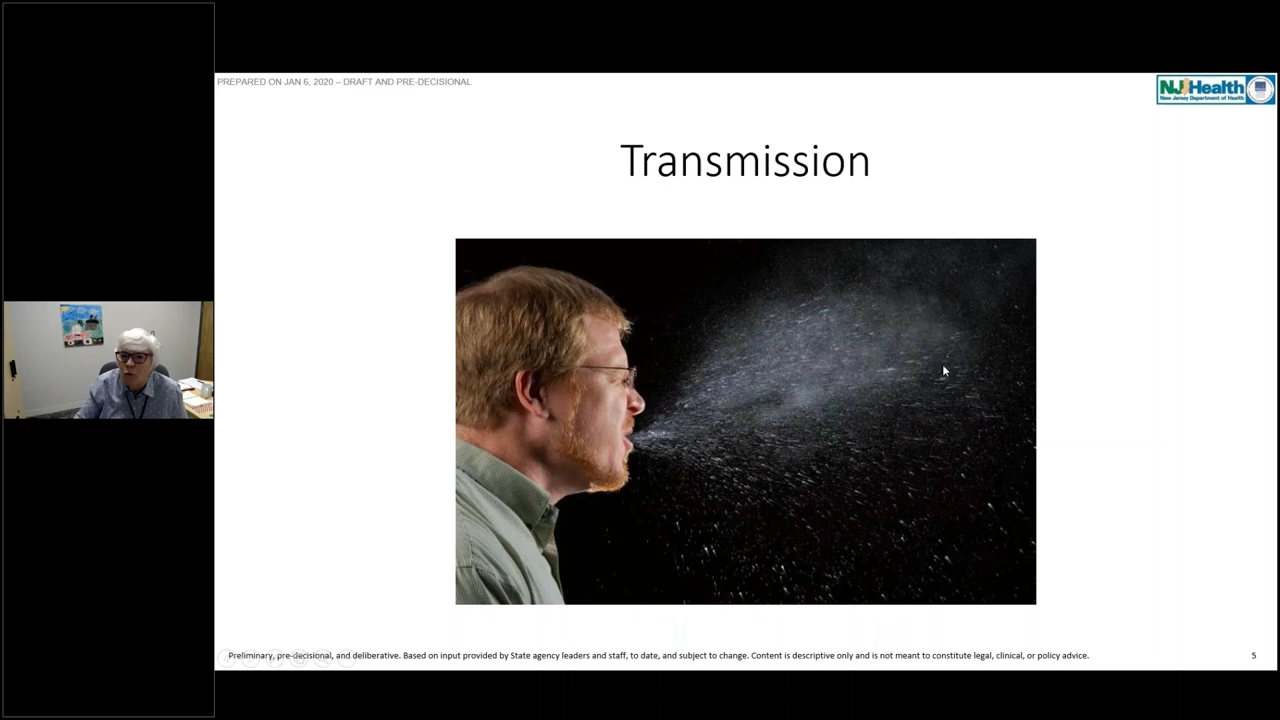 PREPARED ON JAN 6, 2020 – DRAFT AND PRE-DECISIONAL
NJHealth
New Jersey Department of Health
Transmission
Preliminary, pre-decisional, and deliberative. Based on input provided by State agency leaders and staff, to date, and subject to change. Content is descriptive only and is not meant to constitute legal, clinical, or policy advice.
5